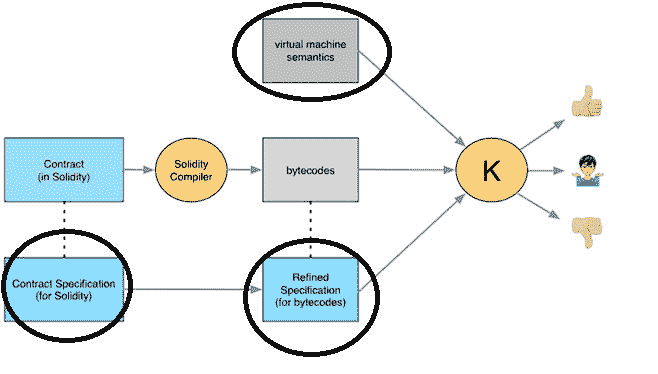 virtual machine
semantics
Contract
(in Solidity)
Solidity
Compiler
bytecodes
K
Contract Specification
(for Solidity)
Refined
Specification
(for bytecodes)